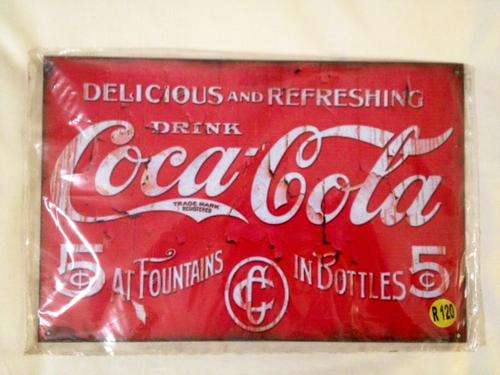 DELICIOUS AND REFRESHING
DRINK
Coca-Cola
TRADE MARK
REGISTERED
5¢ AT FOUNTAINS CC IN BOTTLES 5¢
R 120